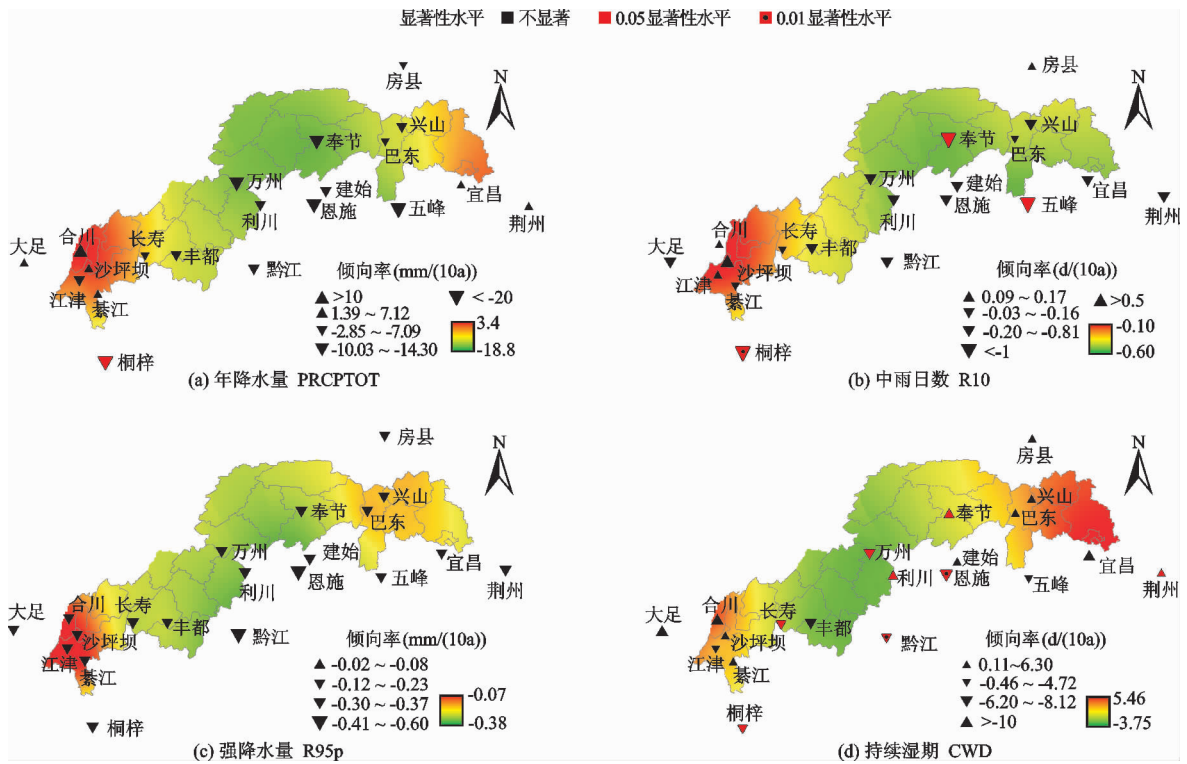 显著性水平 不显著 0.05显著性水平 0.01显著性水平
房县
N
兴山
奉节
巴东
万州
建始
宜昌
恩施
五峰
荆州
利川
合川
长寿
大足
丰都
沙坪坝
黔江
江津
綦江
桐梓
倾向率(mm/(10a))
>10
< -20
1.39 ~ 7.12
-2.85 ~ -7.09
3.4
-10.03 ~ -14.30
-18.8
(a) 年降水量 PRCPTOT
房县
N
兴山
奉节
巴东
万州
建始
宜昌
恩施
五峰
荆州
利川
合川
长寿
大足
丰都
沙坪坝
黔江
江津
綦江
桐梓
倾向率(d/(10a))
0.09 ~ 0.17
>0.5
-0.03 ~ -0.16
-0.20 ~ -0.81
-0.10
<-1
-0.60
(b) 中雨日数 R10
房县
N
兴山
奉节
巴东
万州
建始
宜昌
恩施
五峰
荆州
利川
合川
长寿
大足
丰都
沙坪坝
黔江
江津
綦江
桐梓
倾向率(mm/(10a))
-0.02 ~ -0.08
-0.12 ~ -0.23
-0.30 ~ -0.37
-0.07
-0.41 ~ -0.60
-0.38
(c) 强降水量 R95p
房县
N
兴山
奉节
巴东
万州
建始
宜昌
利川
恩施
五峰
荆州
合川
长寿
大足
丰都
沙坪坝
黔江
江津
綦江
桐梓
倾向率(d/(10a))
0.11~6.30
-0.46 ~ -4.72
-6.20 ~ -8.12
5.46
>-10
-3.75
(d) 持续湿期 CWD